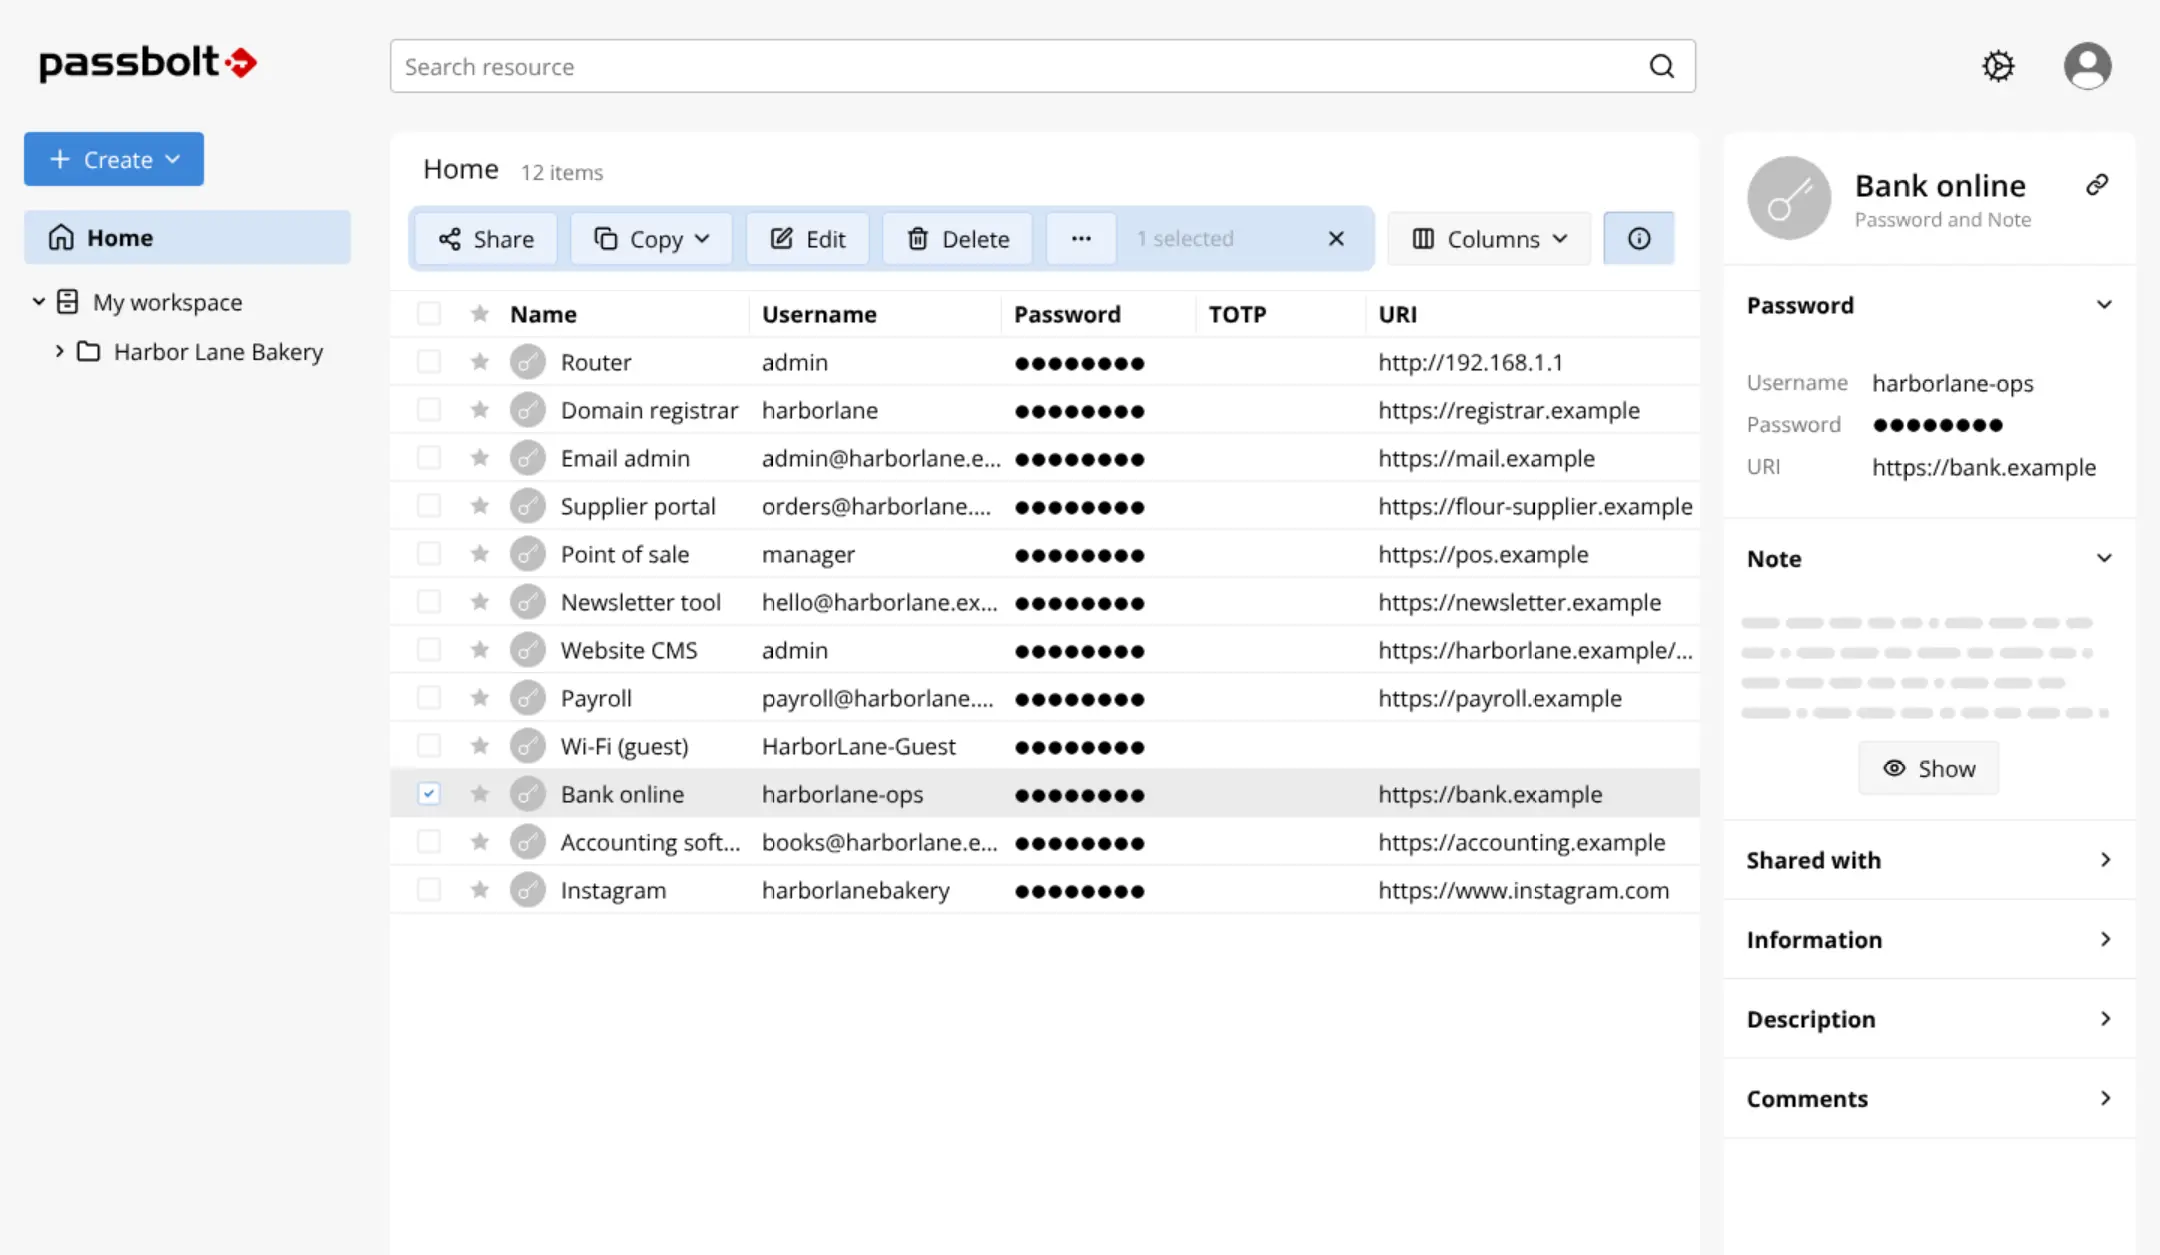 passbolt
Search resource
Create
Home
My workspace
Harbor Lane Bakery
Home 12 items
Share Copy Edit Delete ... 1 selected Columns
Name Username Password TOTP URI
Router admin ●●●●●●●● http://192.168.1.1
Domain registrar harborlane ●●●●●●●● https://registrar.example
Email admin admin@harborlane.e... ●●●●●●●● https://mail.example
Supplier portal orders@harborlane.... ●●●●●●●● https://flour-supplier.example
Point of sale manager ●●●●●●●● https://pos.example
Newsletter tool hello@harborlane.ex... ●●●●●●●● https://newsletter.example
Website CMS admin ●●●●●●●● https://harborlane.example/...
Payroll payroll@harborlane.... ●●●●●●●● https://payroll.example
Wi-Fi (guest) HarborLane-Guest ●●●●●●●●
Bank online harborlane-ops ●●●●●●●● https://bank.example
Accounting soft... books@harborlane.e... ●●●●●●●● https://accounting.example
Instagram harborlanebakery ●●●●●●●● https://www.instagram.com
Bank online
Password and Note
Password
Username harborlane-ops
Password ●●●●●●●●
URI https://bank.example
Note
Show
Shared with
Information
Description
Comments